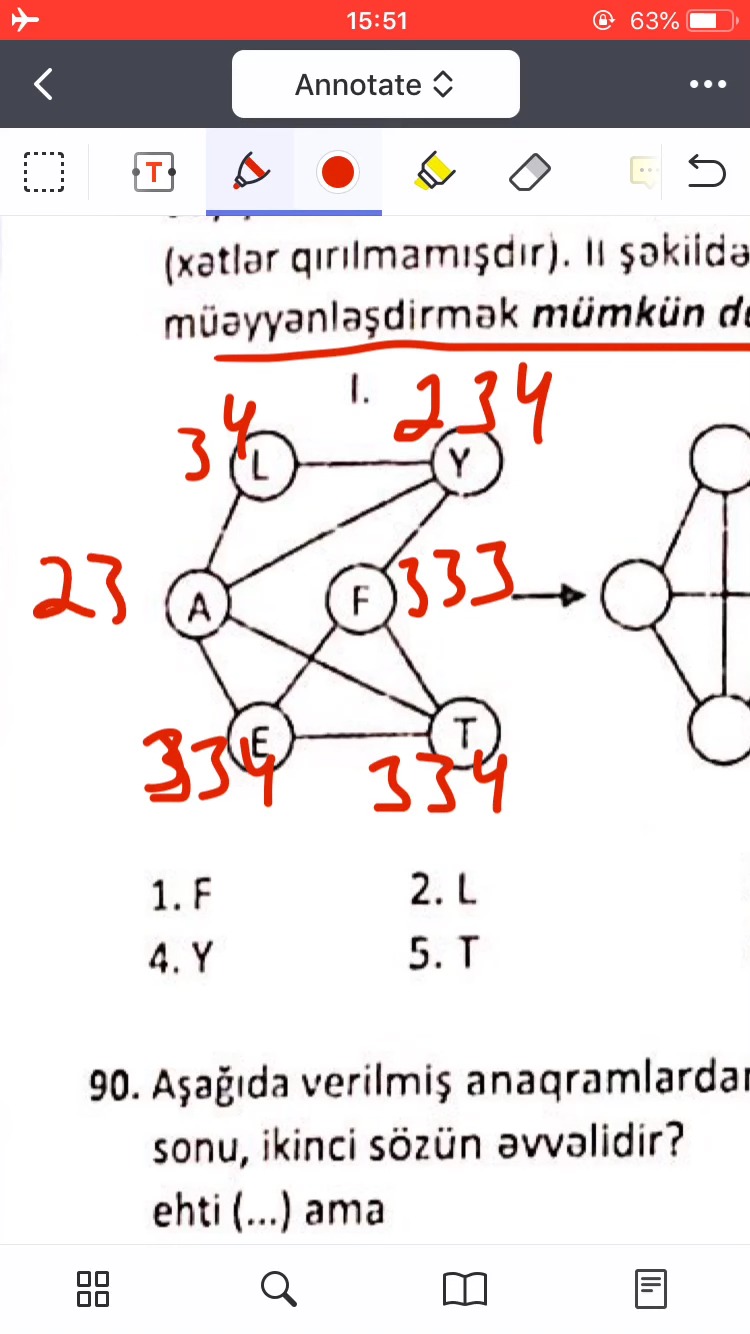 15:51
63%
Annotate
T
(xətlər qırılmamışdır). II şəkildə
müəyyənləşdirmək mümkün
I.
234
34
L
Y
23
A
F
333
E
T
334
334
1. F
2. L
4. Y
5. T
90. Aşağıda verilmiş anaqramlardan
sonu, ikinci sözün əvvəlidir?
ehti (...) ama